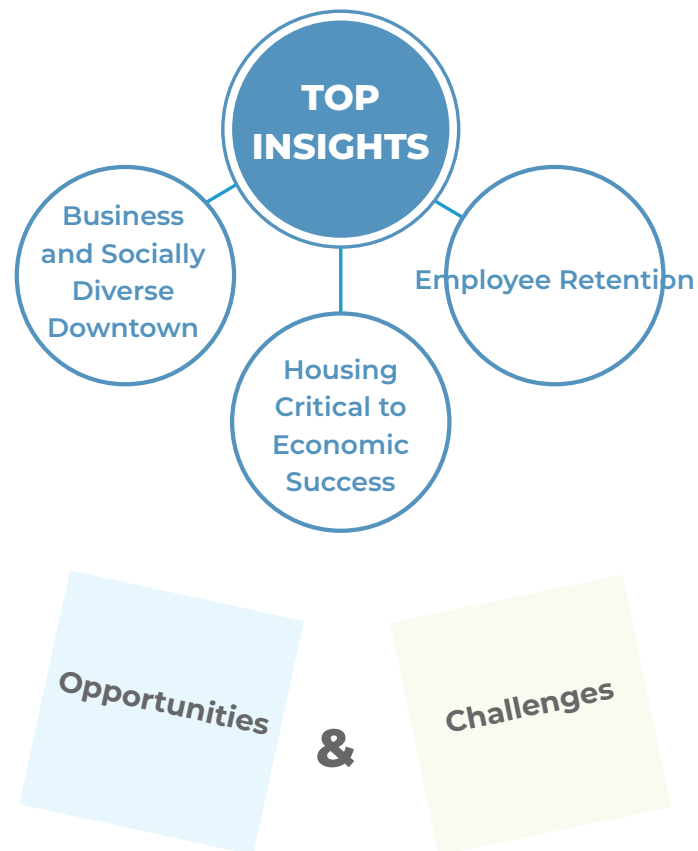 TOP
INSIGHTS
Business
and Socially
Diverse
Downtown
Employee Retention
Housing
Critical to
Economic
Success
Opportunities
&
Challenges